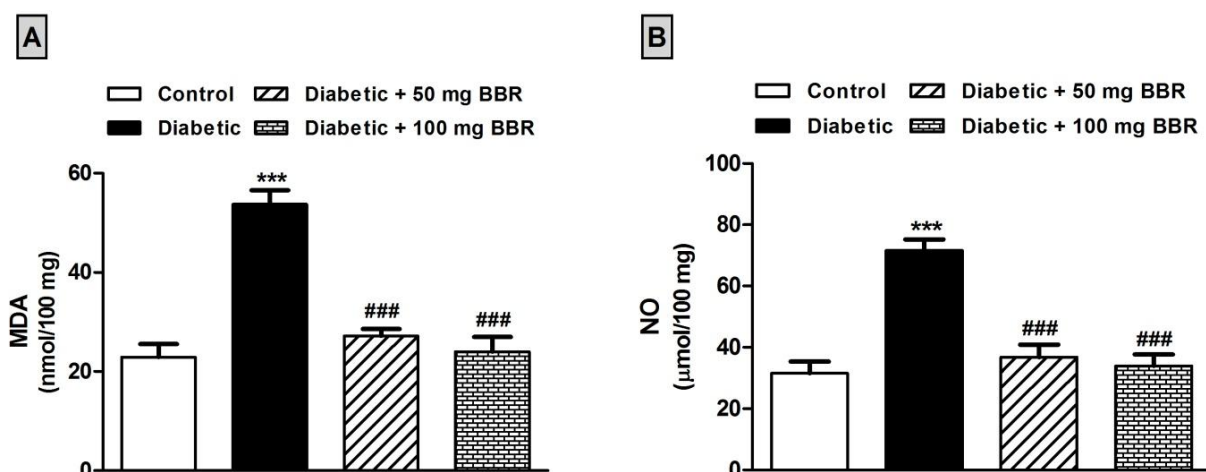 A
Control
Diabetic + 50 mg BBR
Diabetic
Diabetic + 100 mg BBR
MDA
(nmol/100 mg)
60
40
20
0
***
###
###
B
Control
Diabetic + 50 mg BBR
Diabetic
Diabetic + 100 mg BBR
NO
(μmol/100 mg)
100
80
60
40
20
0
***
###
###